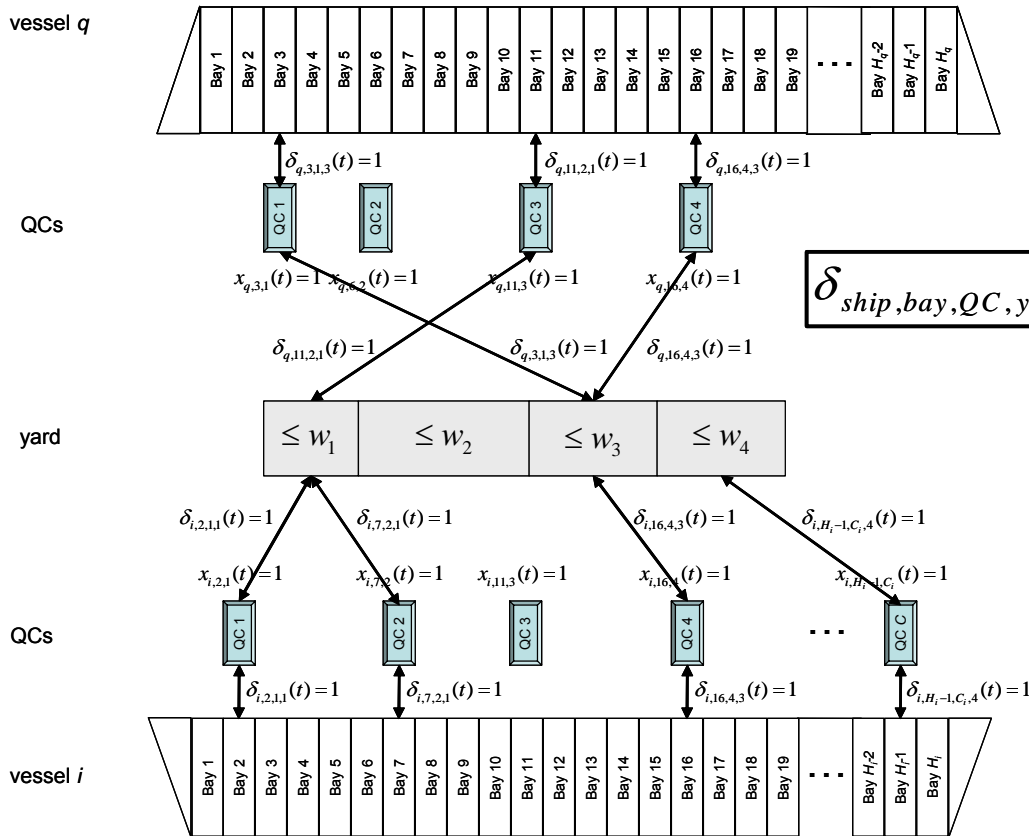 vessel q
Bay 1
Bay 2
Bay 3
Bay 4
Bay 5
Bay 6
Bay 7
Bay 8
Bay 9
Bay 10
Bay 11
Bay 12
Bay 13
Bay 14
Bay 15
Bay 16
Bay 17
Bay 18
Bay 19
...
Bay H_q-2
Bay H_q-1
Bay H_q
δ_{q,3,1,3}(t)=1
δ_{q,11,2,1}(t)=1
δ_{q,16,4,3}(t)=1
QCs
QC 1
QC 2
QC 3
QC 4
x_{q,3,1}(t)=1
x_{q,6,2}(t)=1
x_{q,11,3}(t)=1
x_{q,16,4}(t)=1
δ_{ship,bay,QC,y
δ_{q,11,2,1}(t)=1
δ_{q,3,1,3}(t)=1
δ_{q,16,4,3}(t)=1
yard
≤ w_1
≤ w_2
≤ w_3
≤ w_4
δ_{i,2,1,1}(t)=1
δ_{i,7,2,1}(t)=1
δ_{i,16,4,3}(t)=1
δ_{i,H_i-1,C_i,4}(t)=1
x_{i,2,1}(t)=1
x_{i,7,2}(t)=1
x_{i,11,3}(t)=1
x_{i,16,4}(t)=1
x_{i,H_i-1,C_i}(t)=1
QCs
QC 1
QC 2
QC 3
QC 4
...
QC C
δ_{i,2,1,1}(t)=1
δ_{i,7,2,1}(t)=1
δ_{i,16,4,3}(t)=1
δ_{i,H_i-1,C_i,4}(t)=1
vessel i
Bay 1
Bay 2
Bay 3
Bay 4
Bay 5
Bay 6
Bay 7
Bay 8
Bay 9
Bay 10
Bay 11
Bay 12
Bay 13
Bay 14
Bay 15
Bay 16
Bay 17
Bay 18
Bay 19
...
Bay H_i-2
Bay H_i-1
Bay H_i